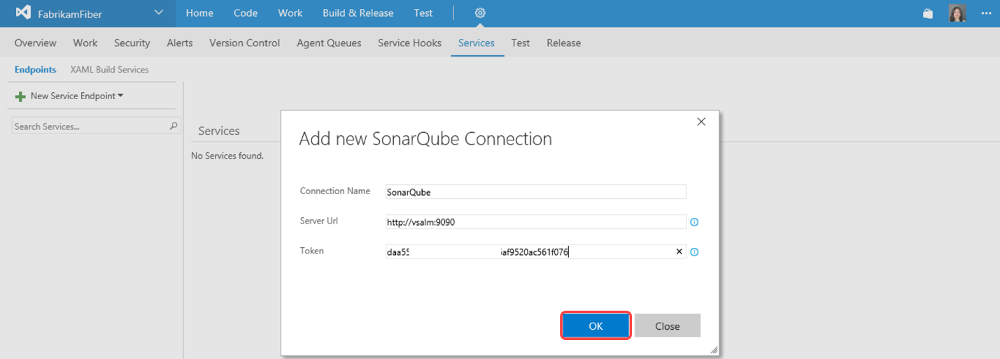 FabrikamFiber Home Code Work Build & Release Test
Overview Work Security Alerts Version Control Agent Queues Service Hooks Services Test Release
Endpoints XAML Build Services
New Service Endpoint
Search Services...
Services
No Services found.
Add new SonarQube Connection
Connection Name SonarQube
Server Url http://vsalm:9090
Token daa55 af9520ac561f076
OK Close